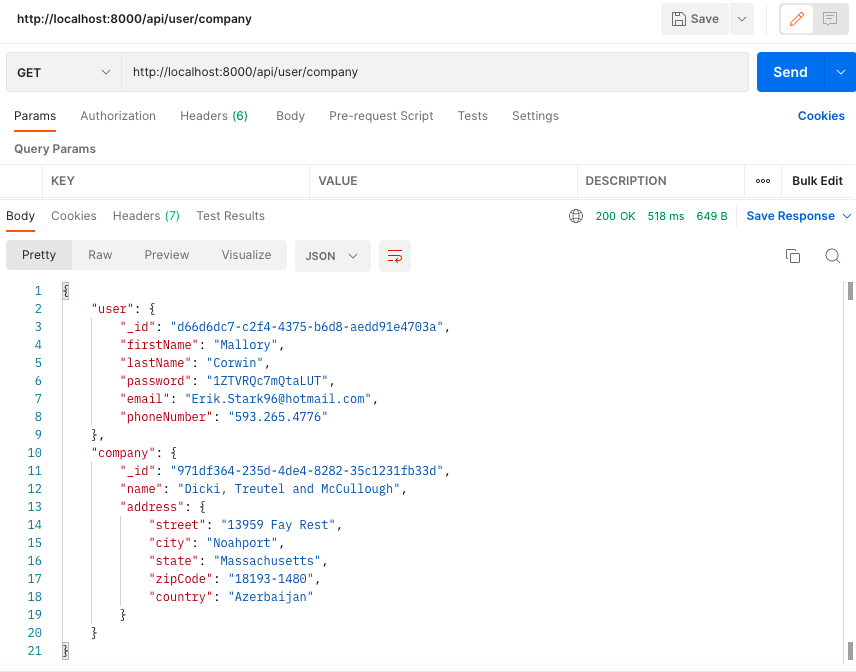 http://localhost:8000/api/user/company Save
GET http://localhost:8000/api/user/company Send
Params Authorization Headers (6) Body Pre-request Script Tests Settings Cookies
Query Params
KEY VALUE DESCRIPTION ooo Bulk Edit
Body Cookies Headers (7) Test Results 200 OK 518 ms 649 B Save Response
Pretty Raw Preview Visualize JSON
1 {
2 "user": {
3 "_id": "d66d6dc7-c2f4-4375-b6d8-aedd91e4703a",
4 "firstName": "Mallory",
5 "lastName": "Corwin",
6 "password": "1ZTVRQc7mQtaLUT",
7 "email": "Erik.Stark96@hotmail.com",
8 "phoneNumber": "593.265.4776"
9 },
10 "company": {
11 "_id": "971df364-235d-4de4-8282-35c1231fb33d",
12 "name": "Dicki, Treutel and McCullough",
13 "address": {
14 "street": "13959 Fay Rest",
15 "city": "Noahport",
16 "state": "Massachusetts",
17 "zipCode": "18193-1480",
18 "country": "Azerbaijan"
19 }
20 }
21 }